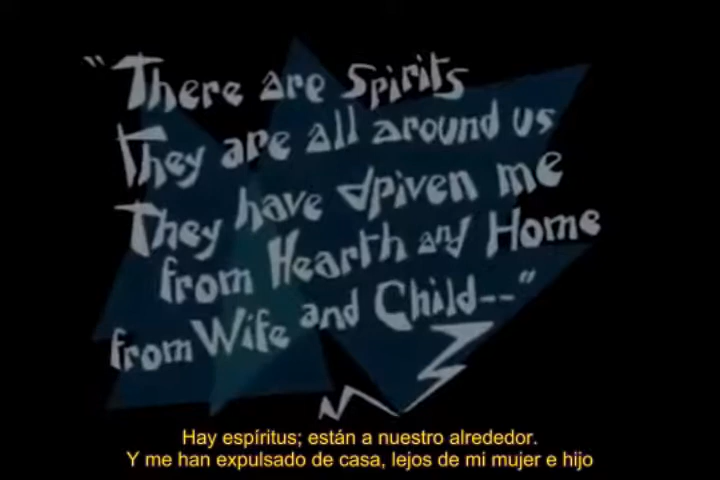 “There are Spirits
They are all around us
They have driven me
from Hearth and Home
from Wife and Child--”
Hay espíritus; están a nuestro alrededor.
Y me han expulsado de casa, lejos de mi mujer e hijo